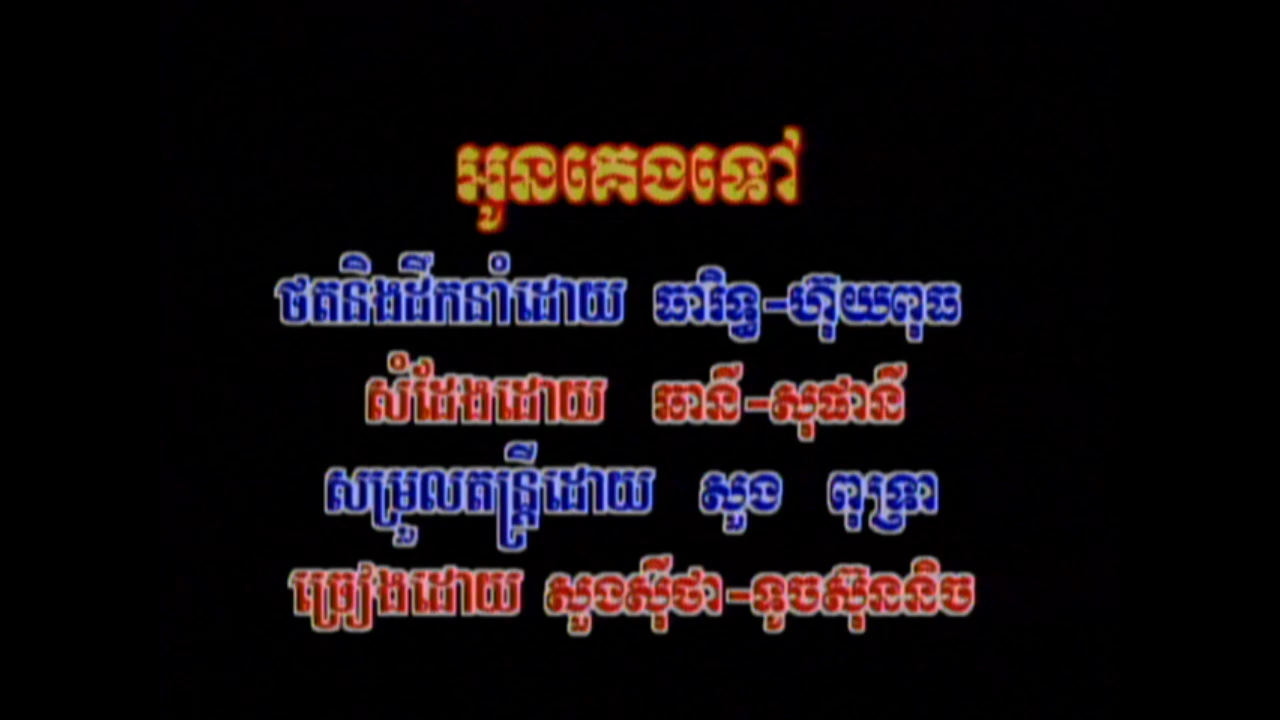 អូនគេងទៅ
ថតនិងដឹកនាំដោយ ធារិទ្ធ-ហ៊ុយពុធ
សំដែងដោយ ឆានី-សុផានី
សម្រួលតន្ត្រីដោយ សួង ពុទ្រា
ច្រៀងដោយ សួងស៊ីថា-ទូចស៊ុននិច